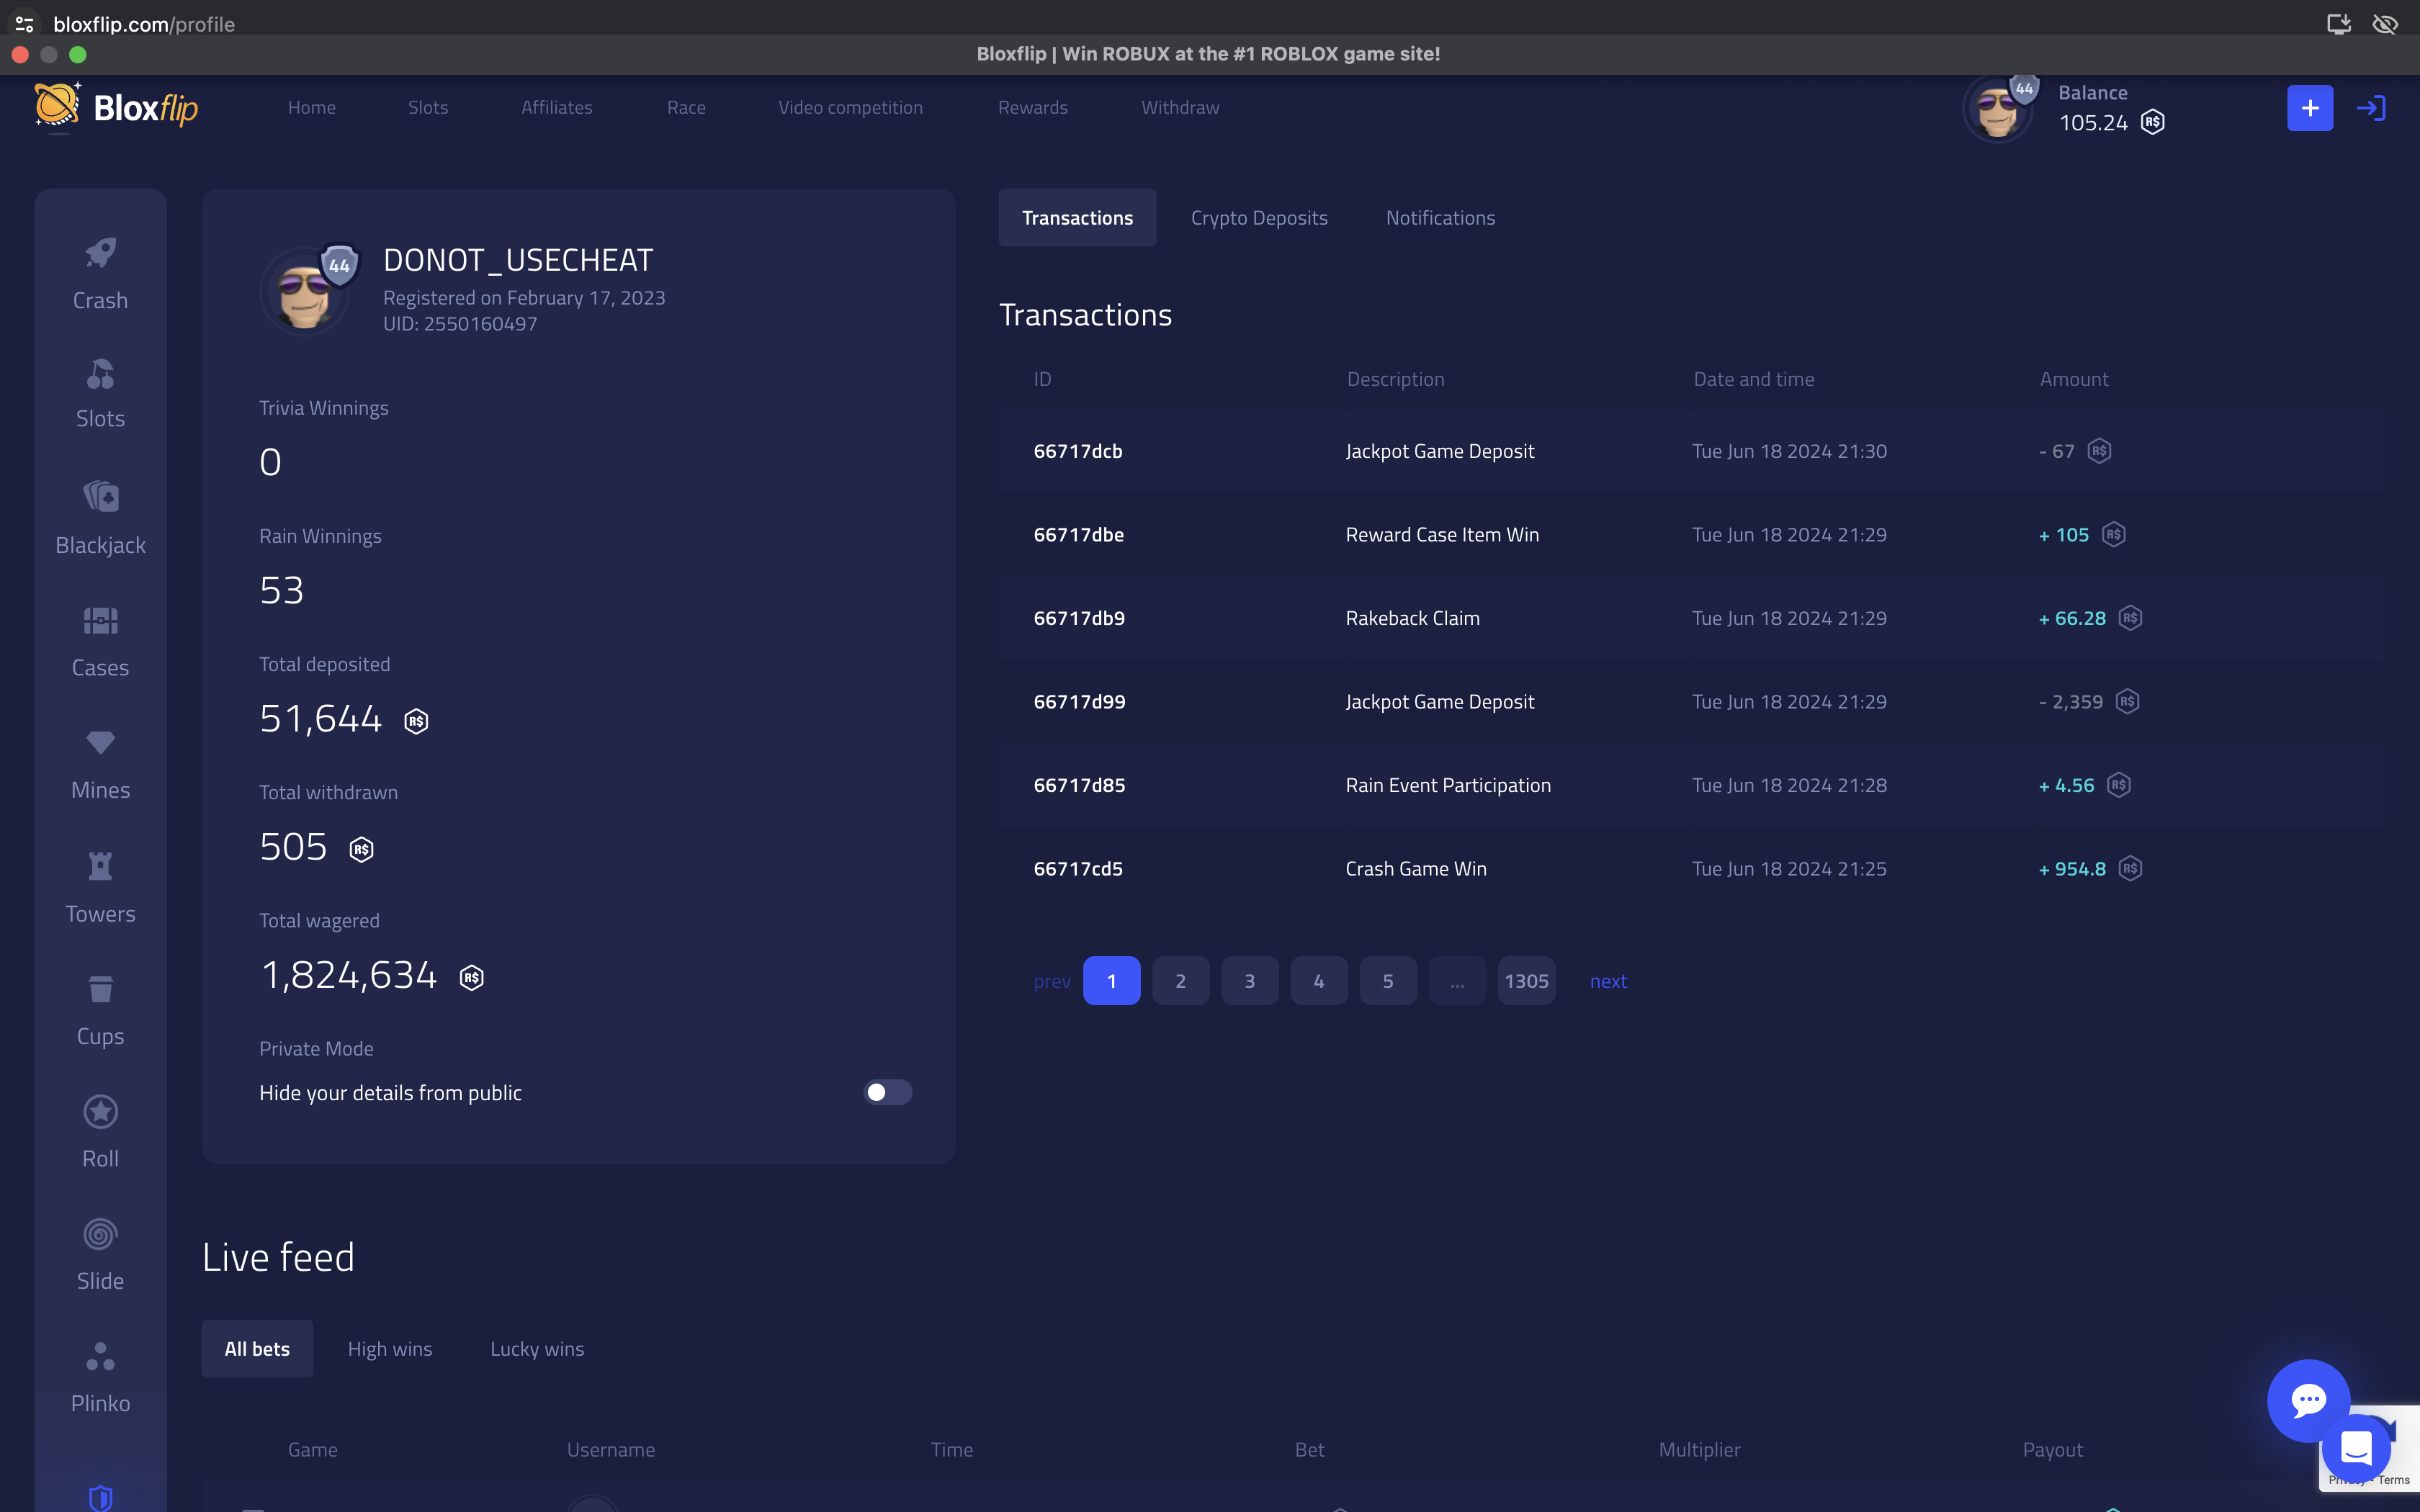 bloxflip.com/profile
Bloxflip | Win ROBUX at the #1 ROBLOX game site!
Bloxflip
Home Slots Affiliates Race Video competition Rewards Withdraw
44
Balance
105.24 R$
+
Crash
Slots
Blackjack
Cases
Mines
Towers
Cups
Roll
Slide
Plinko
44
DONOT_USECHEAT
Registered on February 17, 2023
UID: 2550160497
Trivia Winnings
0
Rain Winnings
53
Total deposited
51,644 R$
Total withdrawn
505 R$
Total wagered
1,824,634 R$
Private Mode
Hide your details from public
Transactions Crypto Deposits Notifications
Transactions
ID Description Date and time Amount
66717dcb Jackpot Game Deposit Tue Jun 18 2024 21:30 - 67 R$
66717dbe Reward Case Item Win Tue Jun 18 2024 21:29 + 105 R$
66717db9 Rakeback Claim Tue Jun 18 2024 21:29 + 66.28 R$
66717d99 Jackpot Game Deposit Tue Jun 18 2024 21:29 - 2,359 R$
66717d85 Rain Event Participation Tue Jun 18 2024 21:28 + 4.56 R$
66717cd5 Crash Game Win Tue Jun 18 2024 21:25 + 954.8 R$
prev 1 2 3 4 5 ... 1305 next
Live feed
All bets High wins Lucky wins
Game Username Time Bet Multiplier Payout
Terms